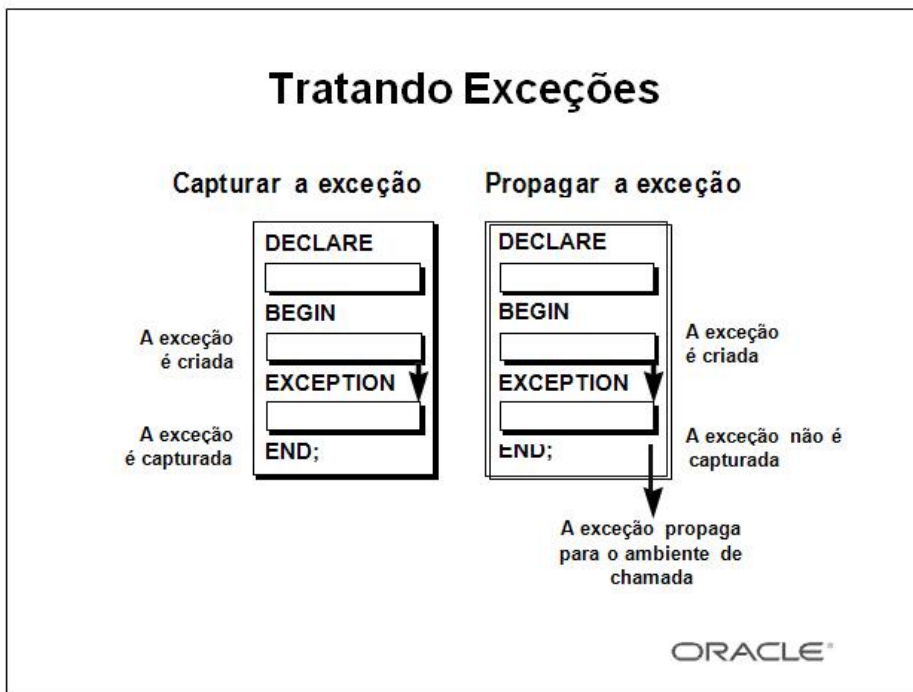 Tratando Exceções
Capturar a exceção
DECLARE
BEGIN
A exceção
é criada
EXCEPTION
A exceção
é capturada
END;
Propagar a exceção
DECLARE
BEGIN
A exceção
é criada
EXCEPTION
A exceção não é
capturada
END;
A exceção propaga
para o ambiente de
chamada
ORACLE®